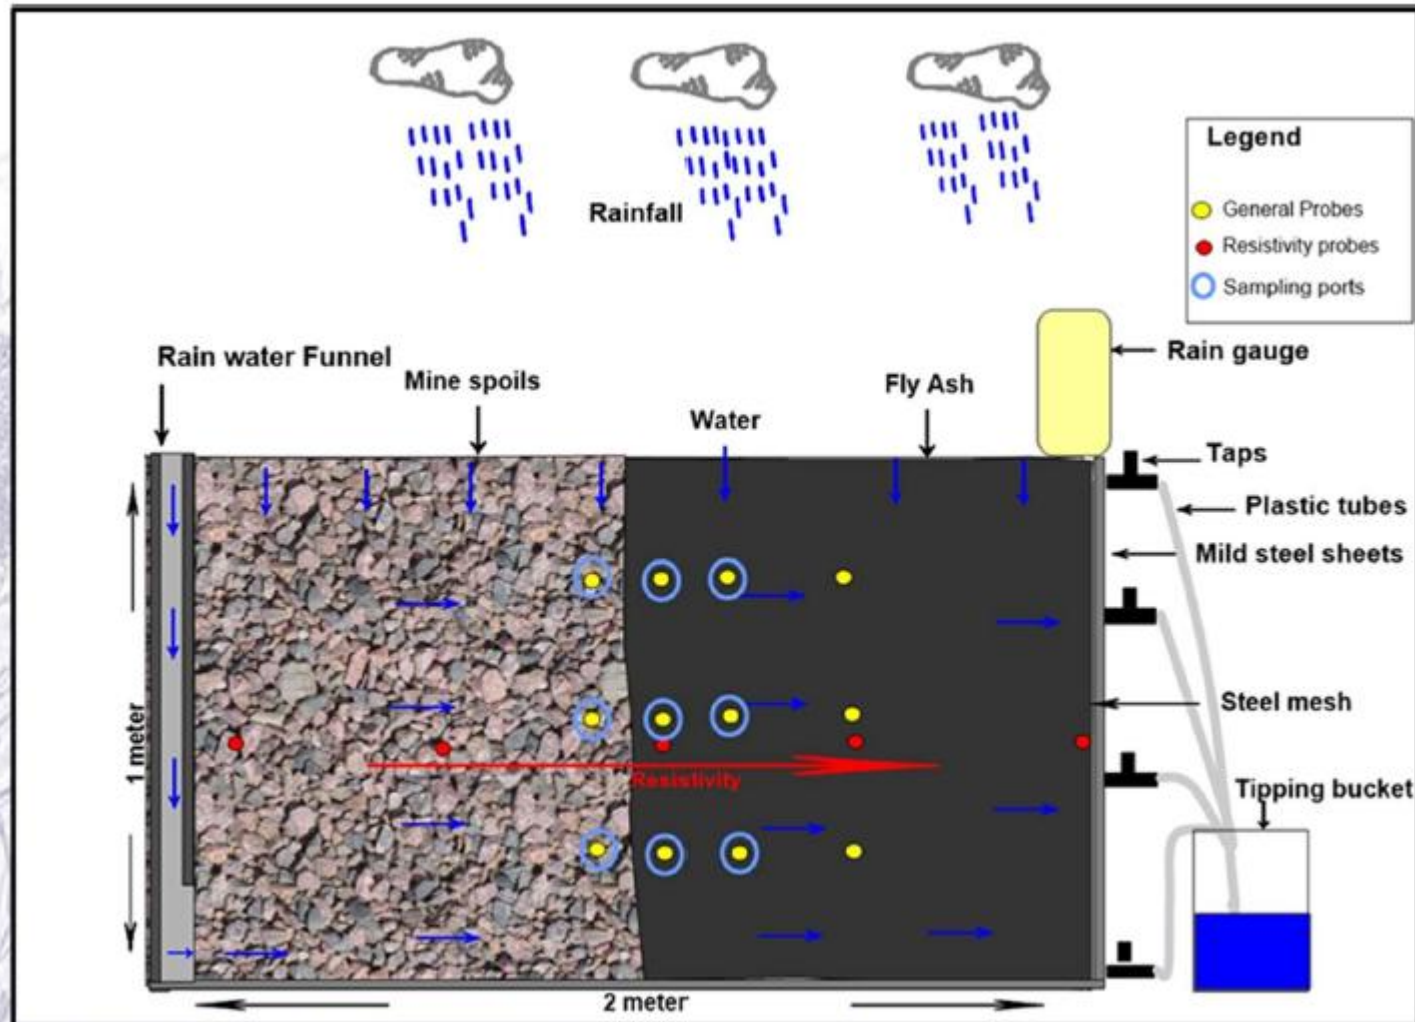 Legend
General Probes
Resistivity probes
Sampling ports
Rainfall
Rain water Funnel
Mine spoils
Water
Fly Ash
Rain gauge
Taps
Plastic tubes
Mild steel sheets
Steel mesh
Tipping bucket
1 meter
Resistivity
2 meter